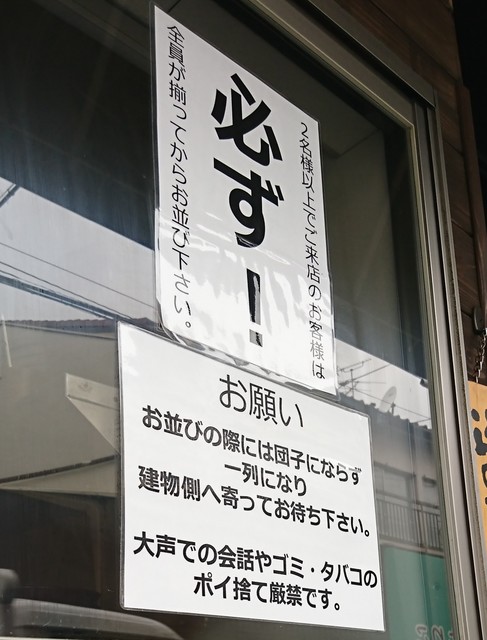 2名様以上でご来店のお客様は
必ず!
全員が揃ってからお並び下さい。
お願い
お並びの際には団子にならず
一列になり
建物側へ寄ってお待ち下さい。
大声での会話やゴミ・タバコの
ポイ捨て厳禁です。